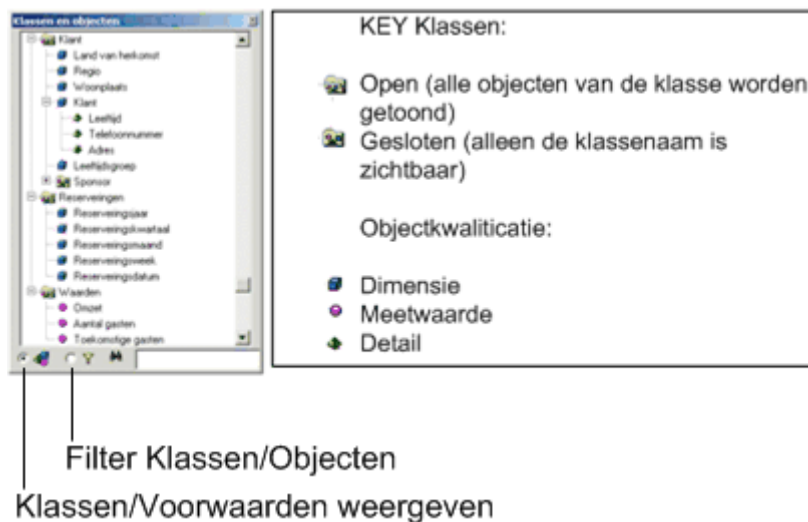 Klassen en objecten
Klant
Land van herkomst
Regio
Woonplaats
Klant
Leeftijd
Telefoonnummer
Adres
Leeftijdsgroep
Sponsor
Reserveringen
Reserveringsjaar
Reserveringskwartaal
Reserveringsmaand
Reserveringsweek
Reserveringsdatum
Waarden
Omzet
Aantal gasten
Toekomstige gasten
KEY Klassen:
Open (alle objecten van de klasse worden
getoond)
Gesloten (alleen de klassenaam is
zichtbaar)
Objectkwaliticatie:
Dimensie
Meetwaarde
Detail
Filter Klassen/Objecten
Klassen/Voorwaarden weergeven